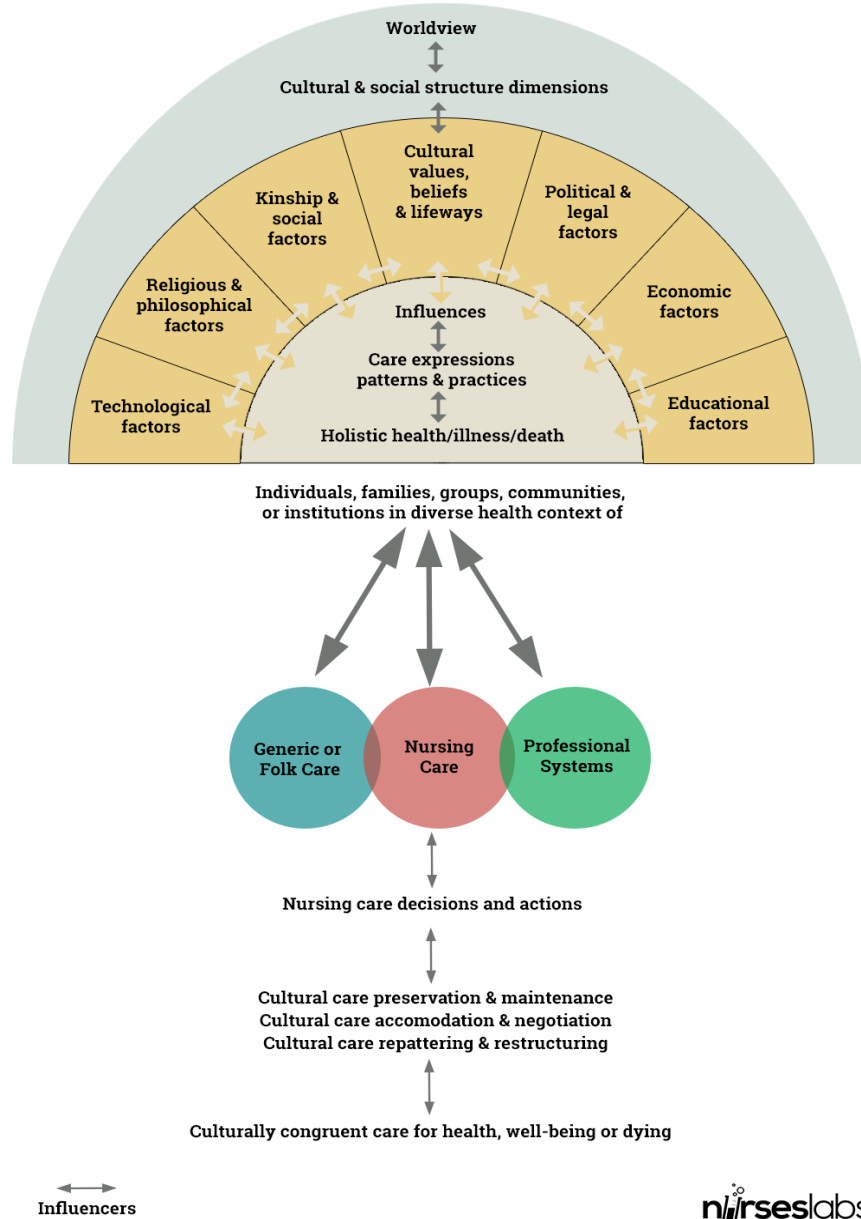 Worldview
Cultural & social structure dimensions
Cultural
values,
beliefs
& lifeways
Kinship &
social
factors
Political &
legal
factors
Religious &
philosophical
factors
Economic
factors
Technological
factors
Educational
factors
Influences
Care expressions
patterns & practices
Holistic health/illness/death
Individuals, families, groups, communities,
or institutions in diverse health context of
Generic or
Folk Care
Nursing
Care
Professional
Systems
Nursing care decisions and actions
Cultural care preservation & maintenance
Cultural care accomodation & negotiation
Cultural care repattering & restructuring
Culturally congruent care for health, well-being or dying
Influencers
nurseslabs